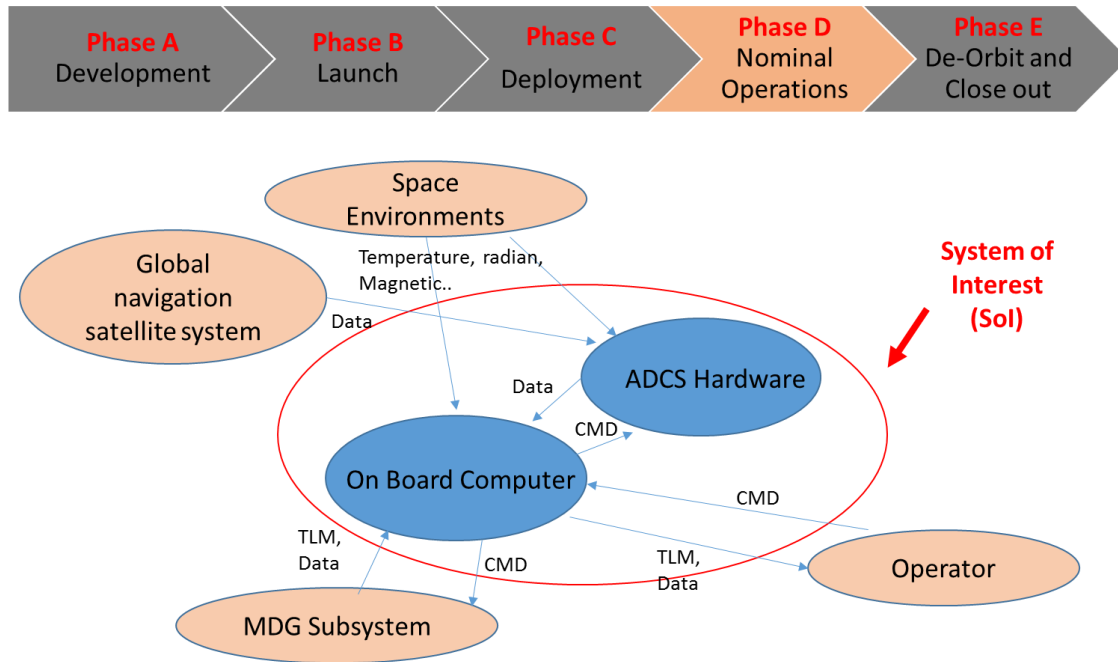 Phase A
Development
Phase B
Launch
Phase C
Deployment
Phase D
Nominal
Operations
Phase E
De-Orbit and
Close out
Space
Environments
Temperature, radian,
Magnetic..
Global
navigation
satellite system
Data
System of
Interest
(SoI)
ADCS Hardware
Data
CMD
On Board Computer
CMD
TLM,
Data
CMD
TLM,
Data
Operator
MDG Subsystem